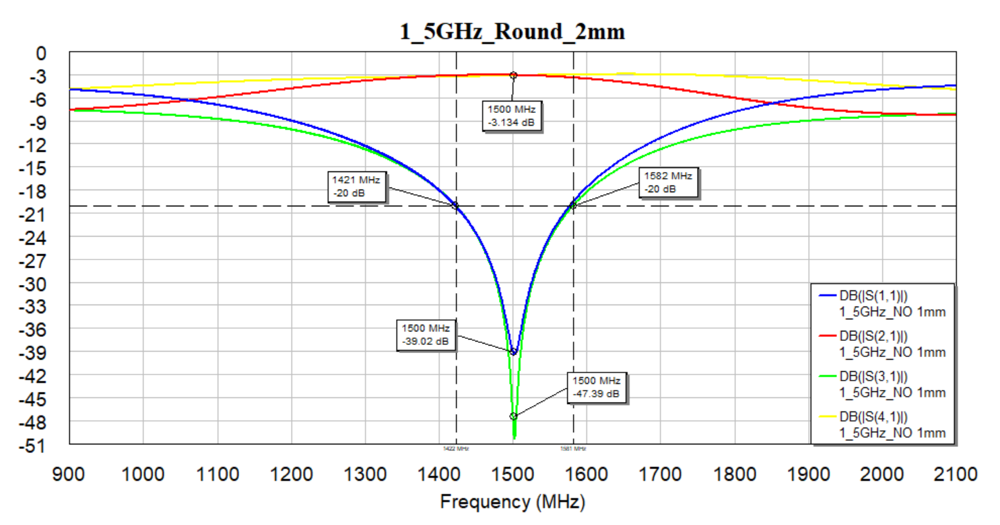 1_5GHz_Round_2mm
0
-3
-6
-9
-12
-15
-18
-21
-24
-27
-30
-33
-36
-39
-42
-45
-48
-51
1500 MHz
-3.134 dB
1421 MHz
-20 dB
1582 MHz
-20 dB
1500 MHz
-39.02 dB
1500 MHz
-47.39 dB
DB(|S(1,1)|)
1_5GHz_NO 1mm
DB(|S(2,1)|)
1_5GHz_NO 1mm
DB(|S(3,1)|)
1_5GHz_NO 1mm
DB(|S(4,1)|)
1_5GHz_NO 1mm
1422 MHz 1581 MHz
900 1000 1100 1200 1300 1400 1500 1600 1700 1800 1900 2000 2100
Frequency (MHz)